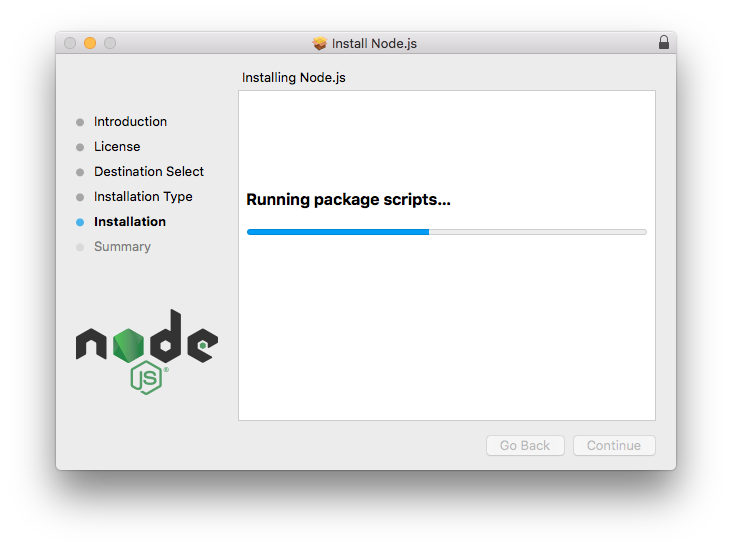 Install Node.js
Installing Node.js
Introduction
License
Destination Select
Installation Type
Installation
Summary
Running package scripts...
node
JS®
Go Back
Continue